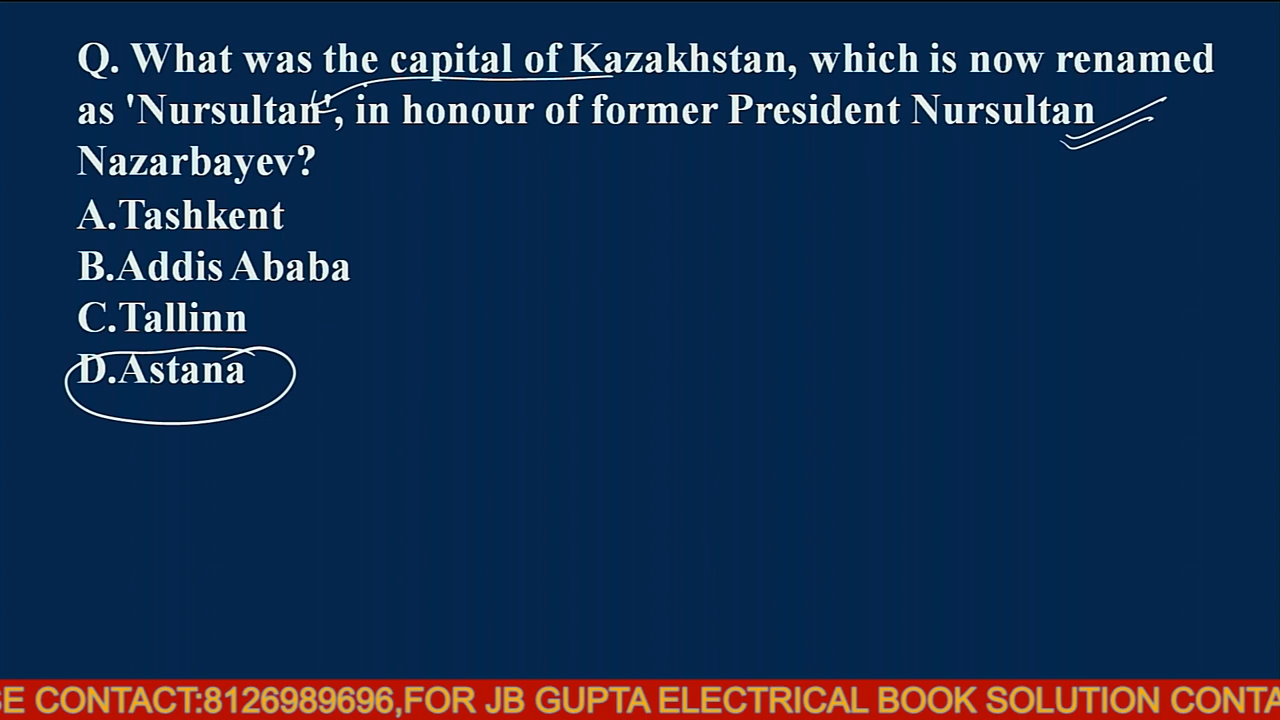 Q. What was the capital of Kazakhstan, which is now renamed
as 'Nursultan', in honour of former President Nursultan
Nazarbayev?
A.Tashkent
B.Addis Ababa
C.Tallinn
D.Astana
SE CONTACT:8126989696,FOR JB GUPTA ELECTRICAL BOOK SOLUTION CONTA